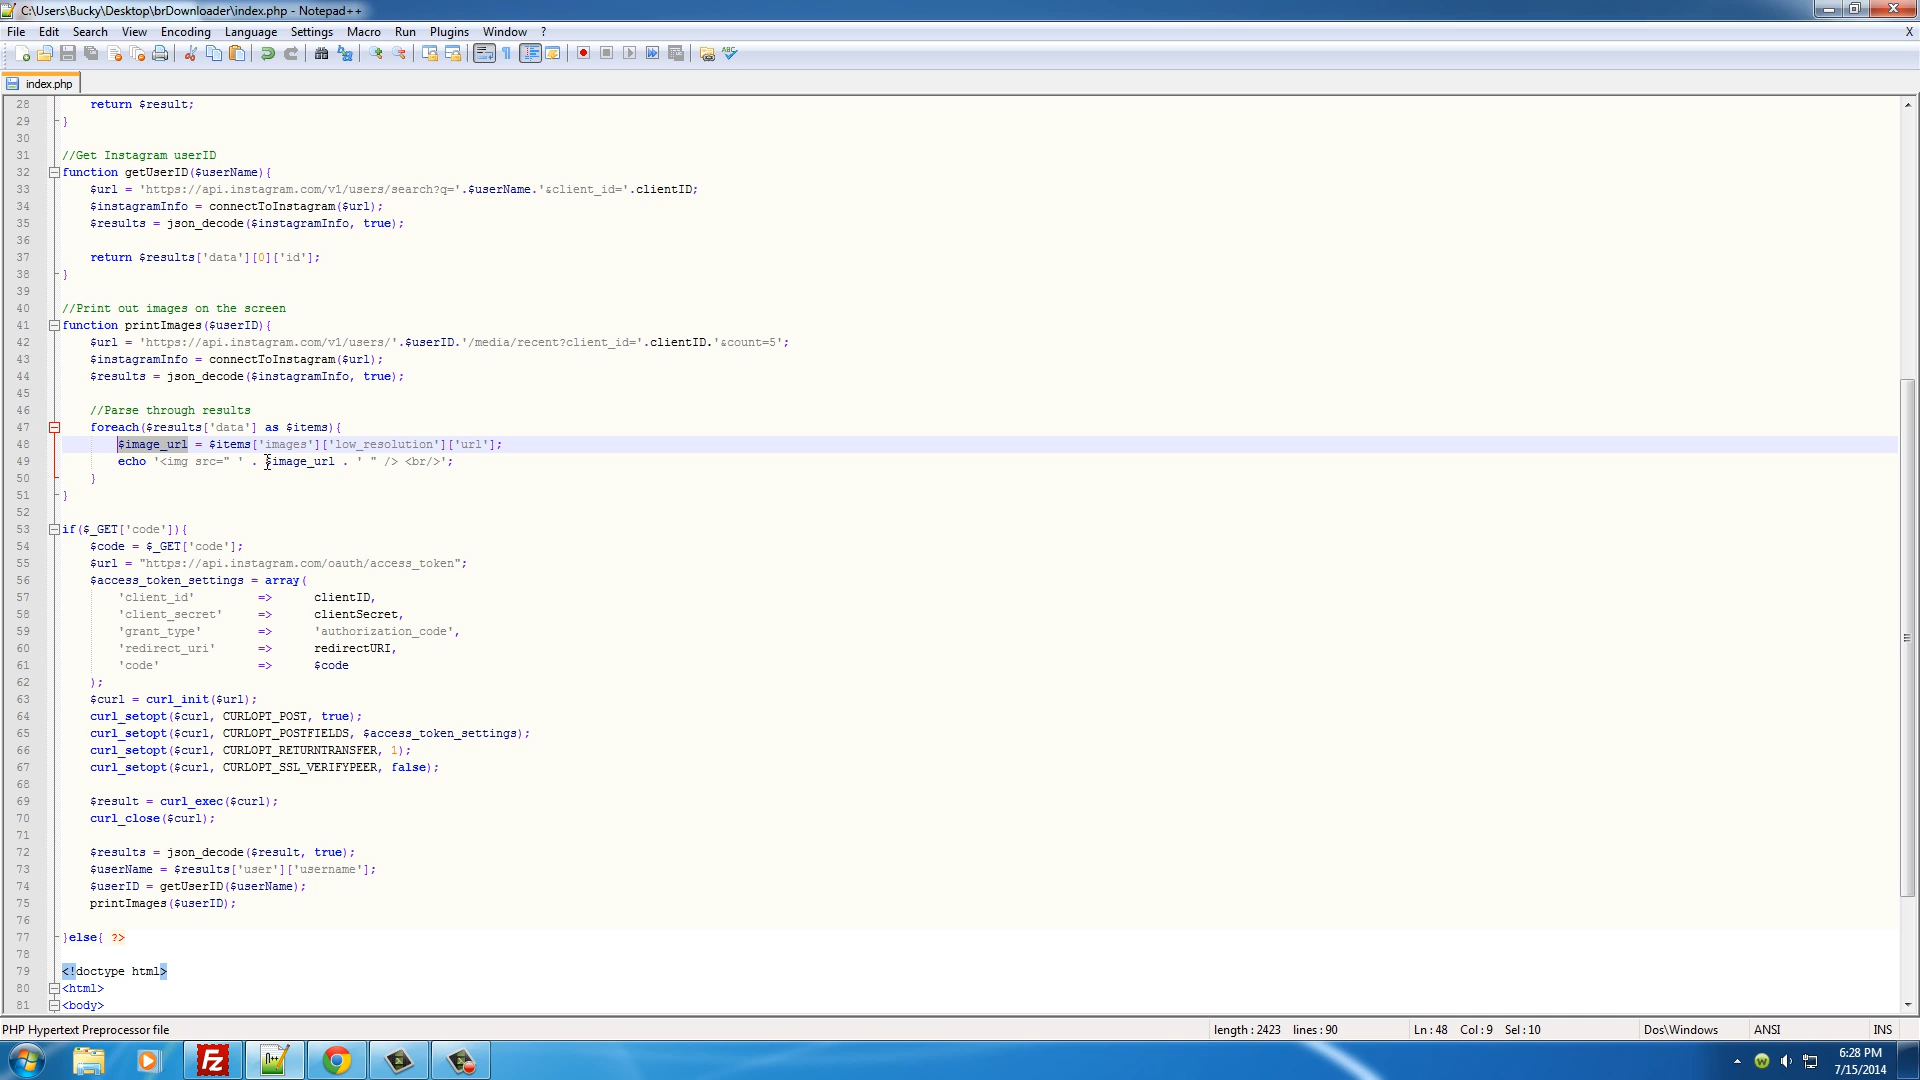 C:\Users\Bucky\Desktop\brDownloader\index.php - Notepad++
File Edit Search View Encoding Language Settings Macro Run Plugins Window ? X
index.php
28 return $result;
29 }
30
31 //Get Instagram userID
32 function getUserID($userName){
33 $url = 'https://api.instagram.com/v1/users/search?q='.$userName.'&client_id='.clientID;
34 $instagramInfo = connectToInstagram($url);
35 $results = json_decode($instagramInfo, true);
36
37 return $results['data'][0]['id'];
38 }
39
40 //Print out images on the screen
41 function printImages($userID){
42 $url = 'https://api.instagram.com/v1/users/'.$userID.'/media/recent?client_id='.clientID.'&count=5';
43 $instagramInfo = connectToInstagram($url);
44 $results = json_decode($instagramInfo, true);
45
46 //Parse through results
47 foreach($results['data'] as $items){
48 $image_url = $items['images']['low_resolution']['url'];
49 echo '<img src=" ' . $image_url . ' " /> <br/>';
50 }
51 }
52
53 if($_GET['code']){
54 $code = $_GET['code'];
55 $url = "https://api.instagram.com/oauth/access_token";
56 $access_token_settings = array(
57 'client_id' => clientID,
58 'client_secret' => clientSecret,
59 'grant_type' => 'authorization_code',
60 'redirect_uri' => redirectURI,
61 'code' => $code
62 );
63 $curl = curl_init($url);
64 curl_setopt($curl, CURLOPT_POST, true);
65 curl_setopt($curl, CURLOPT_POSTFIELDS, $access_token_settings);
66 curl_setopt($curl, CURLOPT_RETURNTRANSFER, 1);
67 curl_setopt($curl, CURLOPT_SSL_VERIFYPEER, false);
68
69 $result = curl_exec($curl);
70 curl_close($curl);
71
72 $results = json_decode($result, true);
73 $userName = $results['user']['username'];
74 $userID = getUserID($userName);
75 printImages($userID);
76
77 }else{ ?>
78
79 <!doctype html>
80 <html>
81 <body>
PHP Hypertext Preprocessor file length : 2423 lines : 90 Ln : 48 Col : 9 Sel : 10 Dos\Windows ANSI INS
6:28 PM
7/15/2014